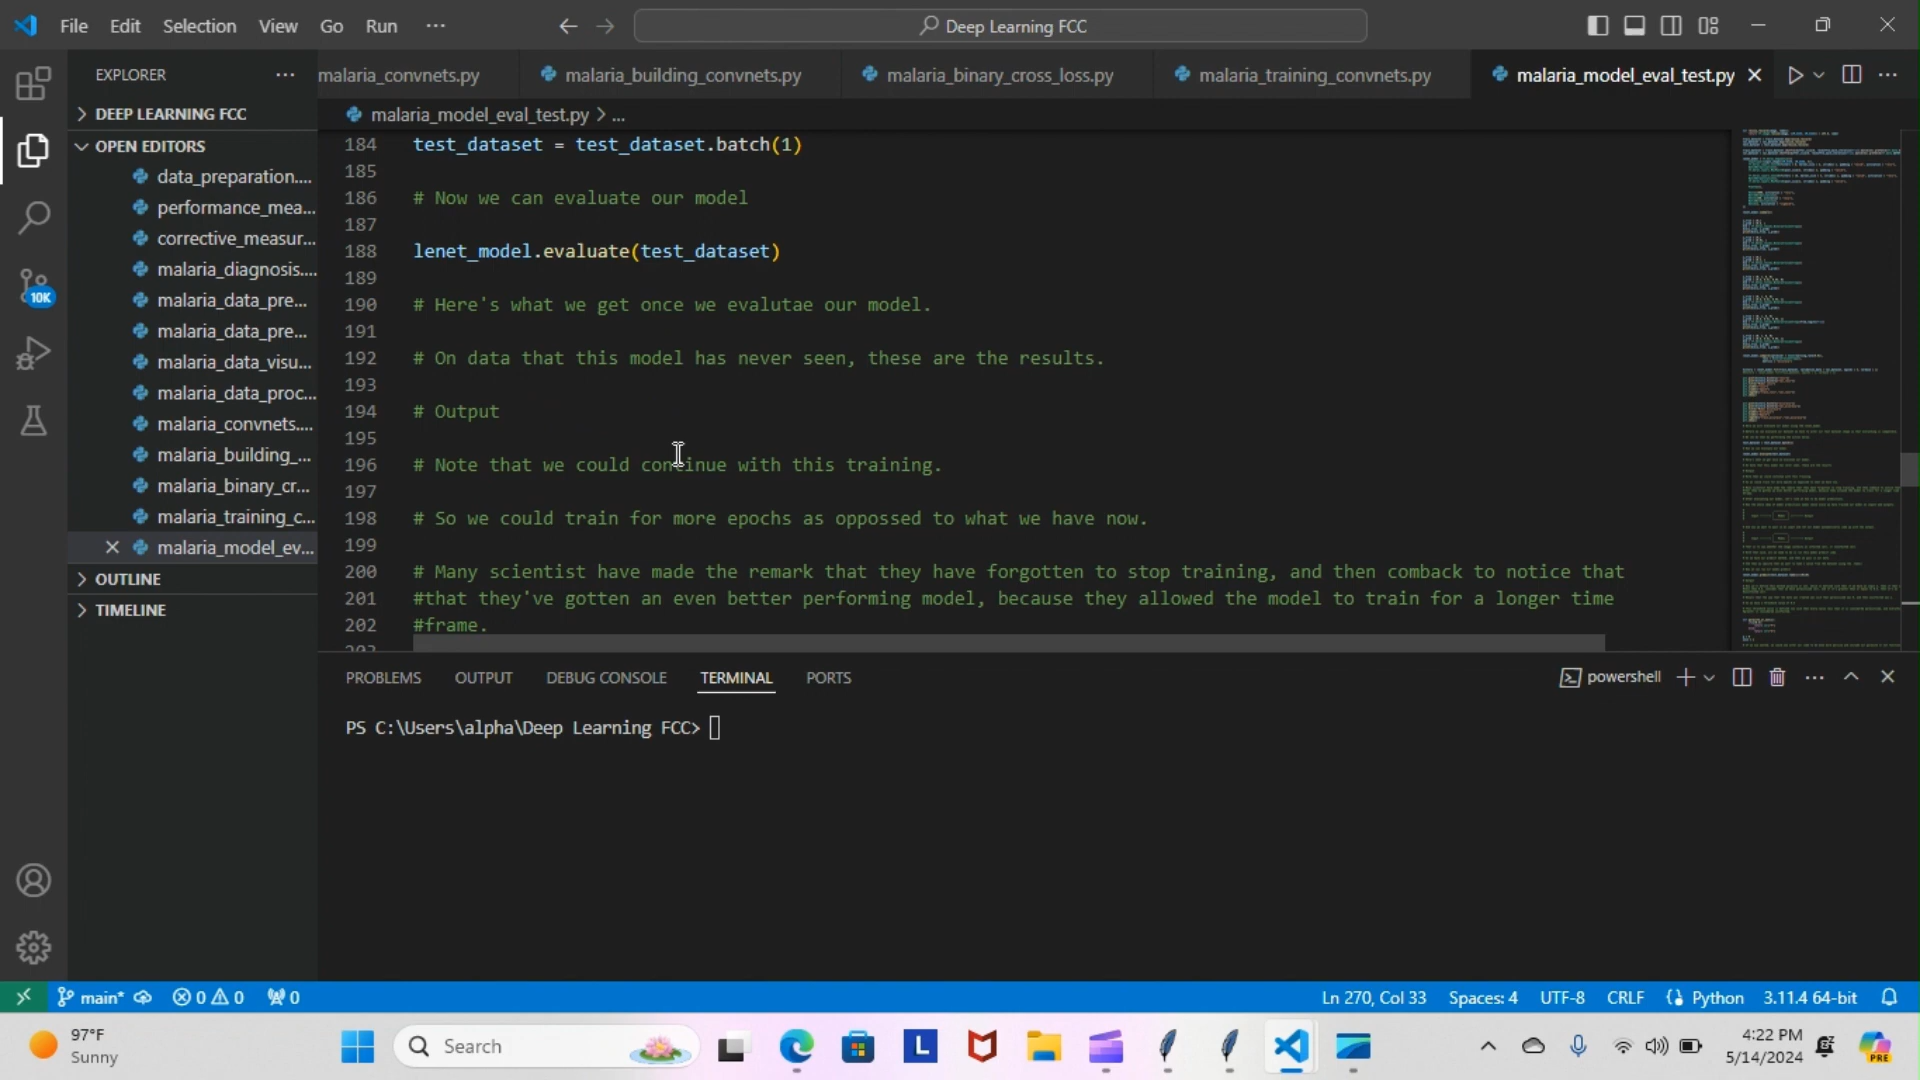 File Edit Selection View Go Run ···
Deep Learning FCC
EXPLORER
malaria_convnets.py malaria_building_convnets.py malaria_binary_cross_loss.py malaria_training_convnets.py malaria_model_eval_test.py
DEEP LEARNING FCC
malaria_model_eval_test.py > ...
OPEN EDITORS
data_preparation....
performance_mea...
corrective_measur...
malaria_diagnosis....
malaria_data_pre...
malaria_data_pre...
malaria_data_visu...
malaria_data_proc...
malaria_convnets....
malaria_building_...
malaria_binary_cr...
malaria_training_c...
malaria_model_ev...
OUTLINE
TIMELINE
10K
184 test_dataset = test_dataset.batch(1)
185
186 # Now we can evaluate our model
187
188 lenet_model.evaluate(test_dataset)
189
190 # Here's what we get once we evalutae our model.
191
192 # On data that this model has never seen, these are the results.
193
194 # Output
195
196 # Note that we could continue with this training.
197
198 # So we could train for more epochs as oppossed to what we have now.
199
200 # Many scientist have made the remark that they have forgotten to stop training, and then comback to notice that
201 #that they've gotten an even better performing model, because they allowed the model to train for a longer time
202 #frame.
PROBLEMS OUTPUT DEBUG CONSOLE TERMINAL PORTS
powershell
PS C:\Users\alpha\Deep Learning FCC>
main* 0 0 0
Ln 270, Col 33 Spaces: 4 UTF-8 CRLF Python 3.11.4 64-bit
97°F
Sunny
Search
L
4:22 PM
5/14/2024
PRE